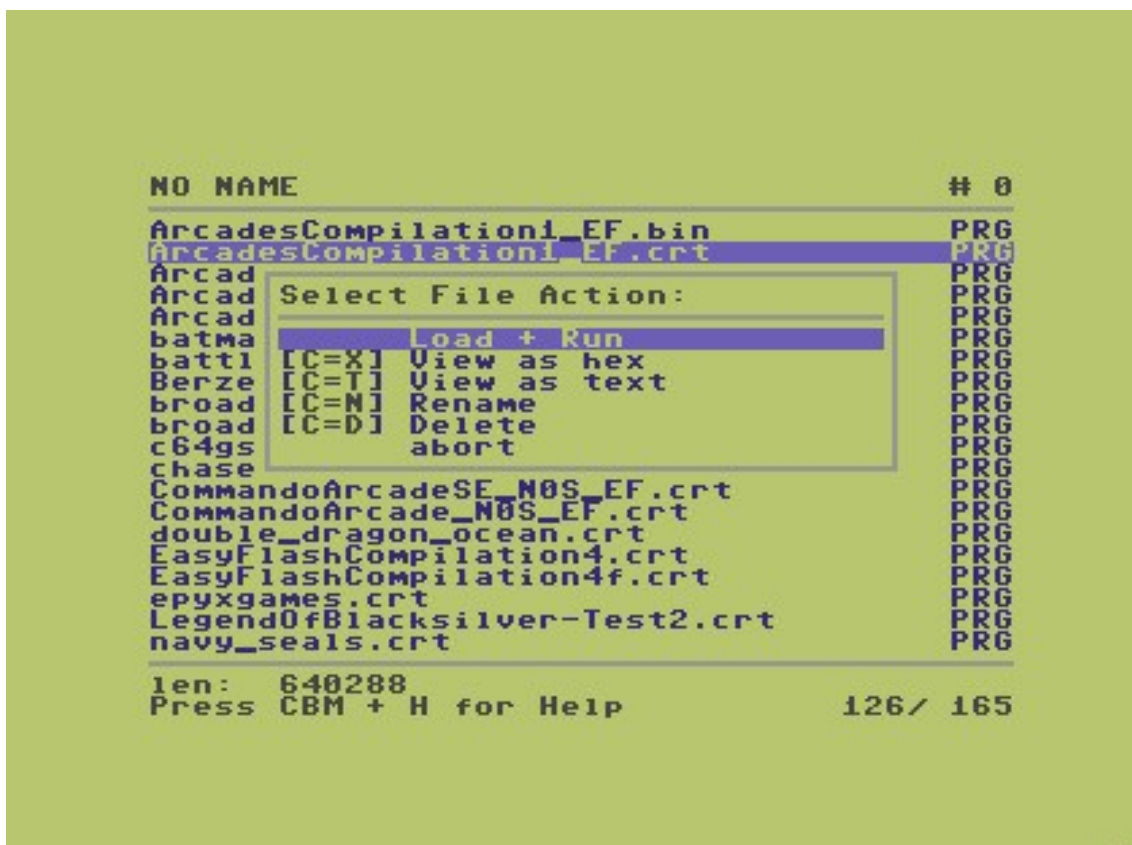 NO NAME # 0
ArcadesCompilation1_EF.bin PRG
ArcadesCompilation1_EF.crt PRG
Arcad PRG
Arcad Select File Action: PRG
Arcad PRG
batma Load + Run PRG
battl [C=X] View as hex PRG
Berze [C=T] View as text PRG
broad [C=N] Rename PRG
broad [C=D] Delete PRG
c64gs abort PRG
chase PRG
CommandoArcadeSE_N0S_EF.crt PRG
CommandoArcade_N0S_EF.crt PRG
double_dragon_ocean.crt PRG
EasyFlashCompilation4.crt PRG
EasyFlashCompilation4f.crt PRG
epyxgames.crt PRG
LegendOfBlacksilver-Test2.crt PRG
navy_seals.crt PRG
len: 640288
Press CBM + H for Help 126/ 165